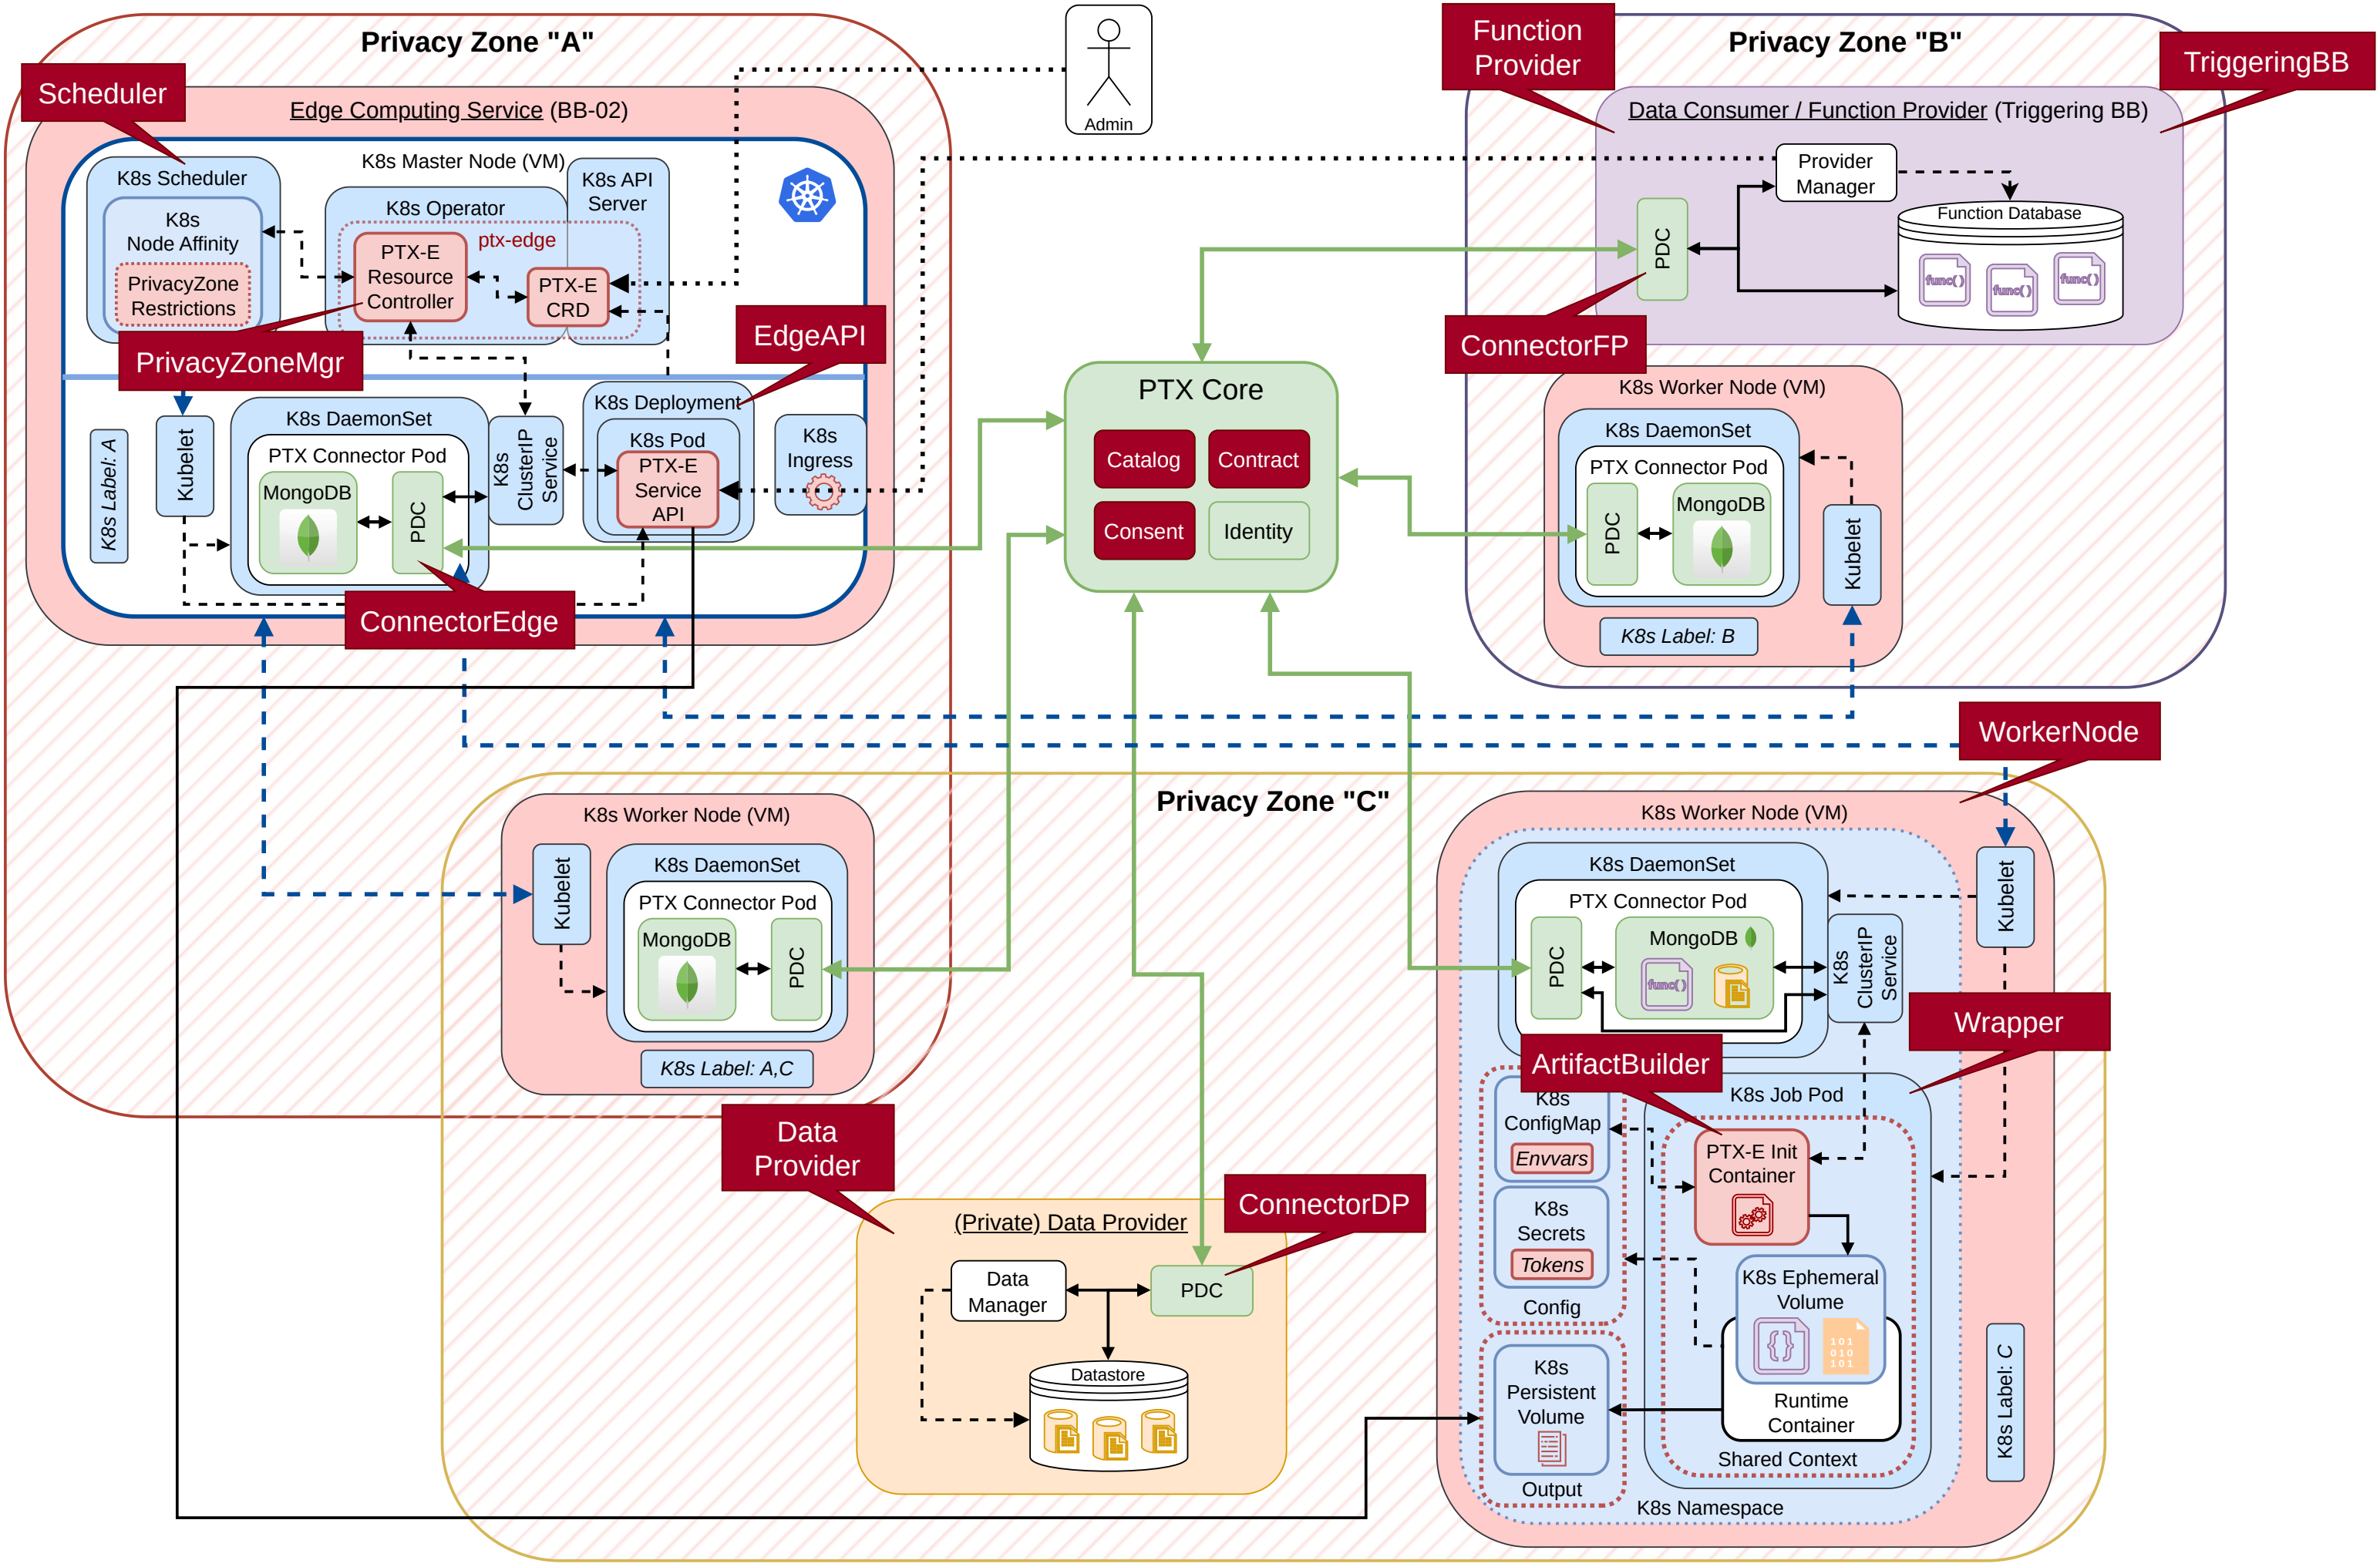 Privacy Zone "A"
Scheduler
Edge Computing Service (BB-02)
K8s Master Node (VM)
K8s Scheduler
K8s
Node Affinity
PrivacyZone
Restrictions
K8s Operator
ptx-edge
PTX-E
Resource
Controller
K8s API
Server
PTX-E
CRD
PrivacyZoneMgr
EdgeAPI
K8s Label: A
Kubelet
K8s DaemonSet
PTX Connector Pod
MongoDB
PDC
K8s
ClusterIP
Service
K8s Deployment
K8s Pod
PTX-E
Service
API
K8s
Ingress
ConnectorEdge
Admin
PTX Core
Catalog
Contract
Consent
Identity
Privacy Zone "B"
Function
Provider
TriggeringBB
Data Consumer / Function Provider (Triggering BB)
Provider
Manager
PDC
Function Database
func()
func()
func()
ConnectorFP
K8s Worker Node (VM)
K8s DaemonSet
PTX Connector Pod
PDC
MongoDB
Kubelet
K8s Label: B
Privacy Zone "C"
K8s Worker Node (VM)
Kubelet
K8s DaemonSet
PTX Connector Pod
MongoDB
PDC
K8s Label: A,C
Data
Provider
(Private) Data Provider
ConnectorDP
Data
Manager
PDC
Datastore
WorkerNode
K8s Worker Node (VM)
K8s DaemonSet
PTX Connector Pod
PDC
MongoDB
func()
K8s
ClusterIP
Service
Kubelet
Wrapper
ArtifactBuilder
K8s
ConfigMap
Envvars
K8s
Secrets
Tokens
Config
K8s
Persistent
Volume
Output
K8s Job Pod
PTX-E Init
Container
K8s Ephemeral
Volume
{}
101
010
101
Runtime
Container
Shared Context
K8s Namespace
K8s Label: C